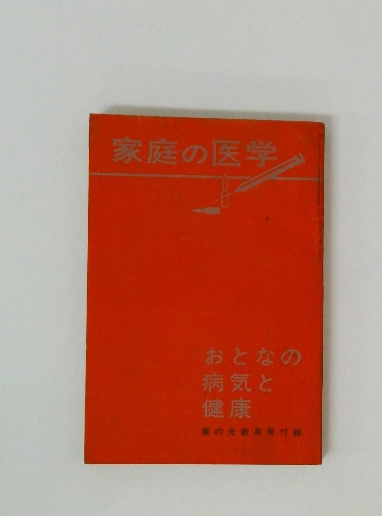 家庭の医学
おとなの
病気と
健康
家の光新年号付録